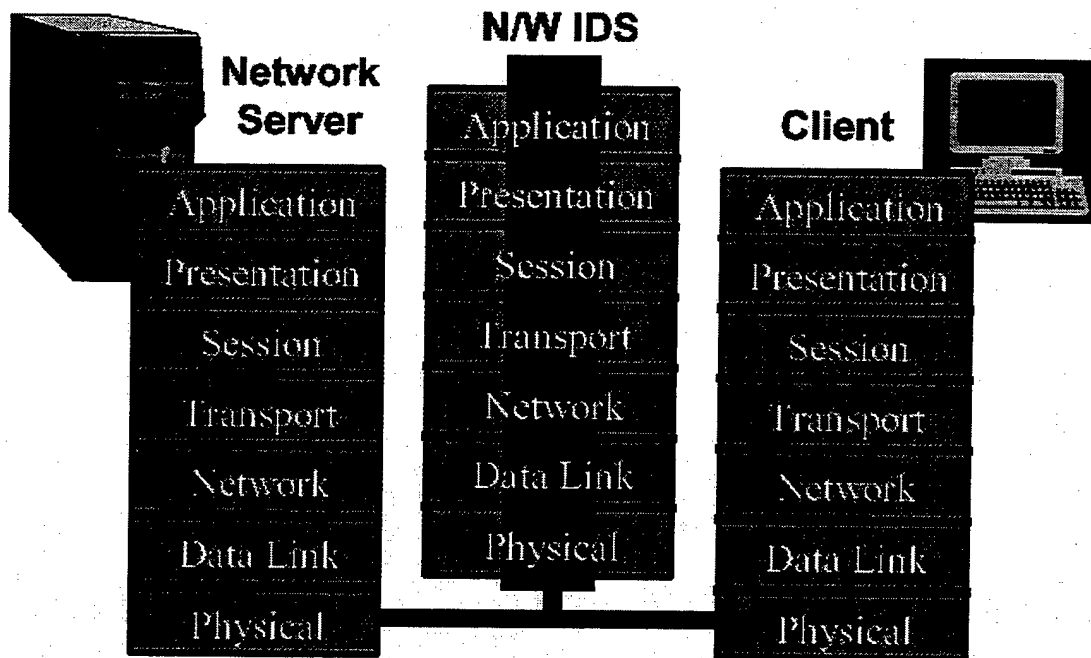 N/W IDS
Network
Server
Client
Application
Presentation
Session
Transport
Network
Data Link
Physical
Application
Presentation
Session
Transport
Network
Data Link
Physical
Application
Presentation
Session
Transport
Network
Data Link
Physical